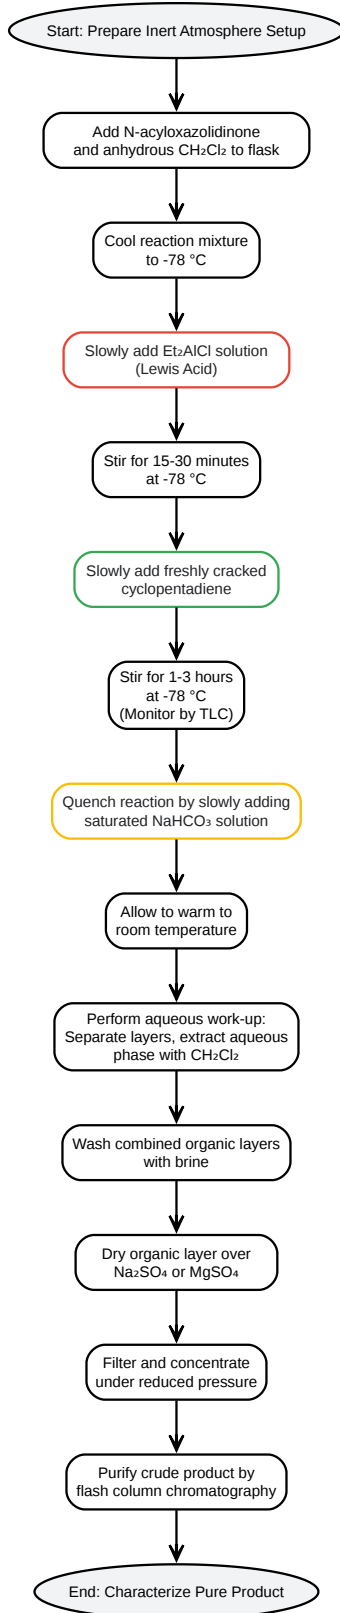 Start: Prepare Inert Atmosphere Setup
Add N-acyloxazolidinone
and anhydrous CH₂Cl₂ to flask
Cool reaction mixture
to -78 °C
Slowly add Et₂AlCl solution
(Lewis Acid)
Stir for 15-30 minutes
at -78 °C
Slowly add freshly cracked
cyclopentadiene
Stir for 1-3 hours
at -78 °C
(Monitor by TLC)
Quench reaction by slowly adding
saturated NaHCO₃ solution
Allow to warm to
room temperature
Perform aqueous work-up:
Separate layers, extract aqueous
phase with CH₂Cl₂
Wash combined organic layers
with brine
Dry organic layer over
Na₂SO₄ or MgSO₄
Filter and concentrate
under reduced pressure
Purify crude product by
flash column chromatography
End: Characterize Pure Product